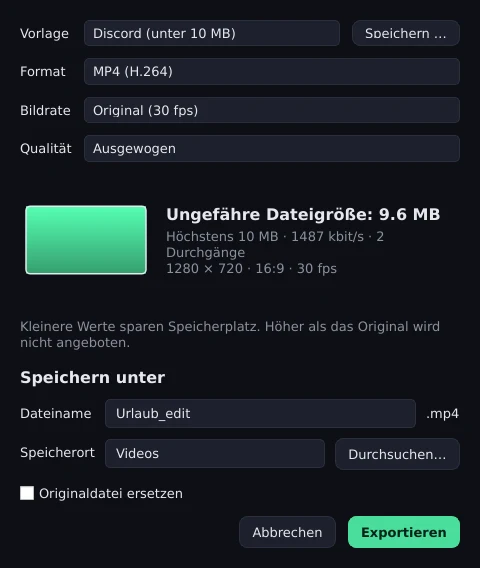 Vorlage Discord (unter 10 MB) Speichern …
Format MP4 (H.264)
Bildrate Original (30 fps)
Qualität Ausgewogen
Ungefähre Dateigröße: 9.6 MB
Höchstens 10 MB · 1487 kbit/s · 2
Durchgänge
1280 × 720 · 16:9 · 30 fps
Kleinere Werte sparen Speicherplatz. Höher als das Original wird
nicht angeboten.
Speichern unter
Dateiname Urlaub_edit .mp4
Speicherort Videos Durchsuchen…
Originaldatei ersetzen
Abbrechen Exportieren